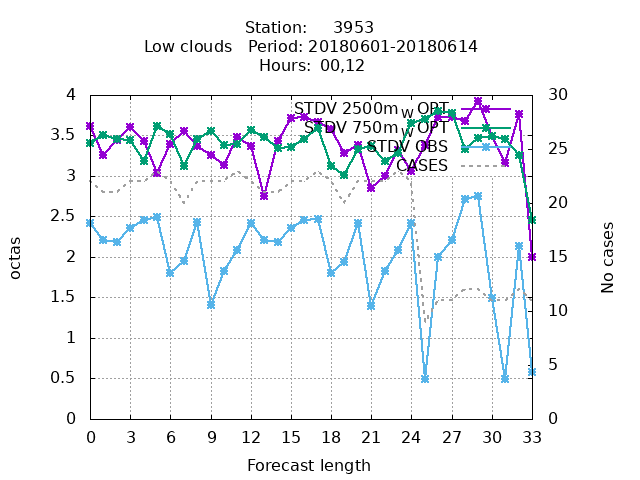 Station: 3953
Low clouds Period: 20180601-20180614
Hours: 00,12
STDV 2500m w OPT
STDV 750m w OPT
STDV OBS
CASES
4
3.5
3
2.5
2
1.5
1
0.5
0
octas
30
25
20
15
10
5
0
No cases
0 3 6 9 12 15 18 21 24 27 30 33
Forecast length